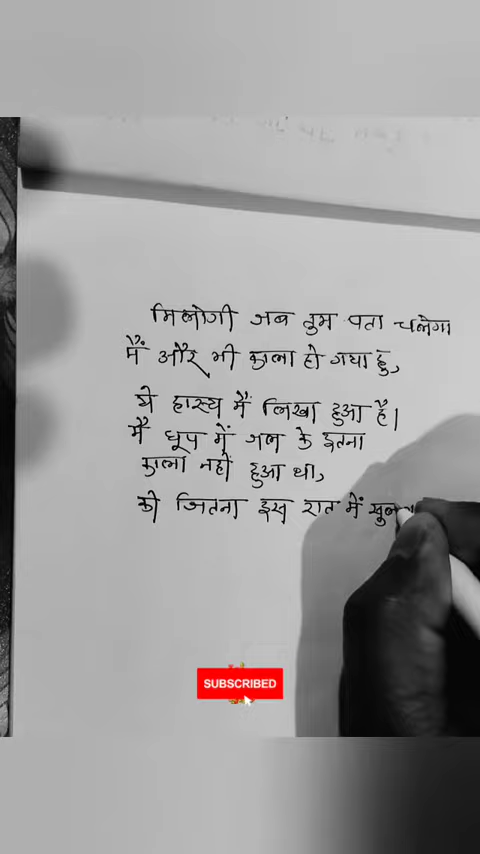 मिलोगी जब तुम पता चलेगा
मैं और भी काला हो गया हुं,
ये हास्य मैं लिखा हुआ है।
मैं धूप में जल के इतना
काला नहीं हुआ था,
की जितना इस रात में
SUBSCRIBED